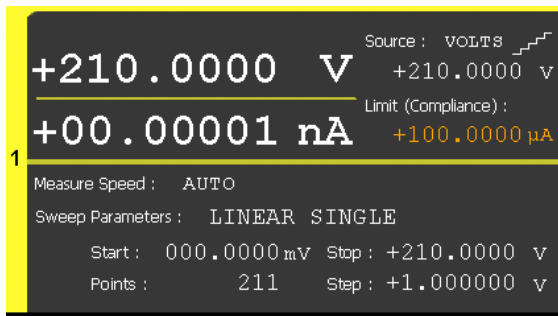 Source : VOLTS
+210.0000 V
+210.0000 V
Limit (Compliance) :
+00.00001 nA
+100.0000 µA
1
Measure Speed : AUTO
Sweep Parameters : LINEAR SINGLE
Start : 000.0000 mV Stop : +210.0000 V
Points : 211 Step : +1.000000 V